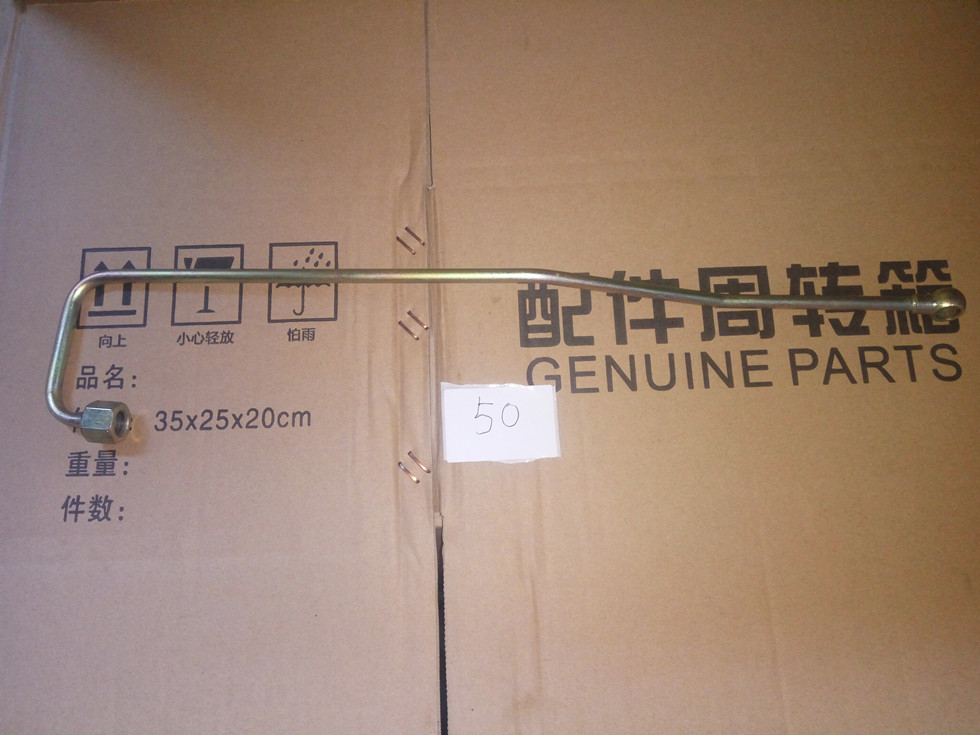 配件周转箱
GENUINE PARTS
向上
小心轻放
怕雨
品名：
35x25x20cm
重量：
件数：
50